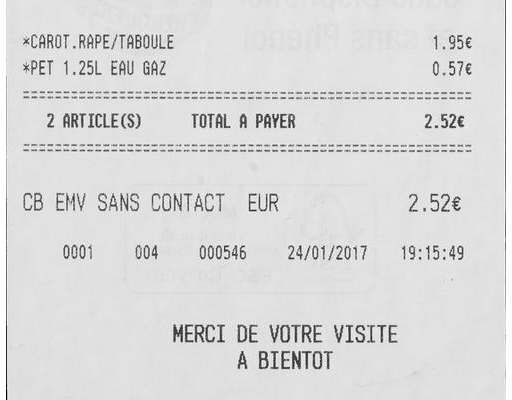 *CAROT.RAPE/TABOULE 1.95€
*PET 1.25L EAU GAZ 0.57€
2 ARTICLE(S) TOTAL A PAYER 2.52€
CB EMV SANS CONTACT EUR 2.52€
0001 004 000546 24/01/2017 19:15:49
MERCI DE VOTRE VISITE
A BIENTOT